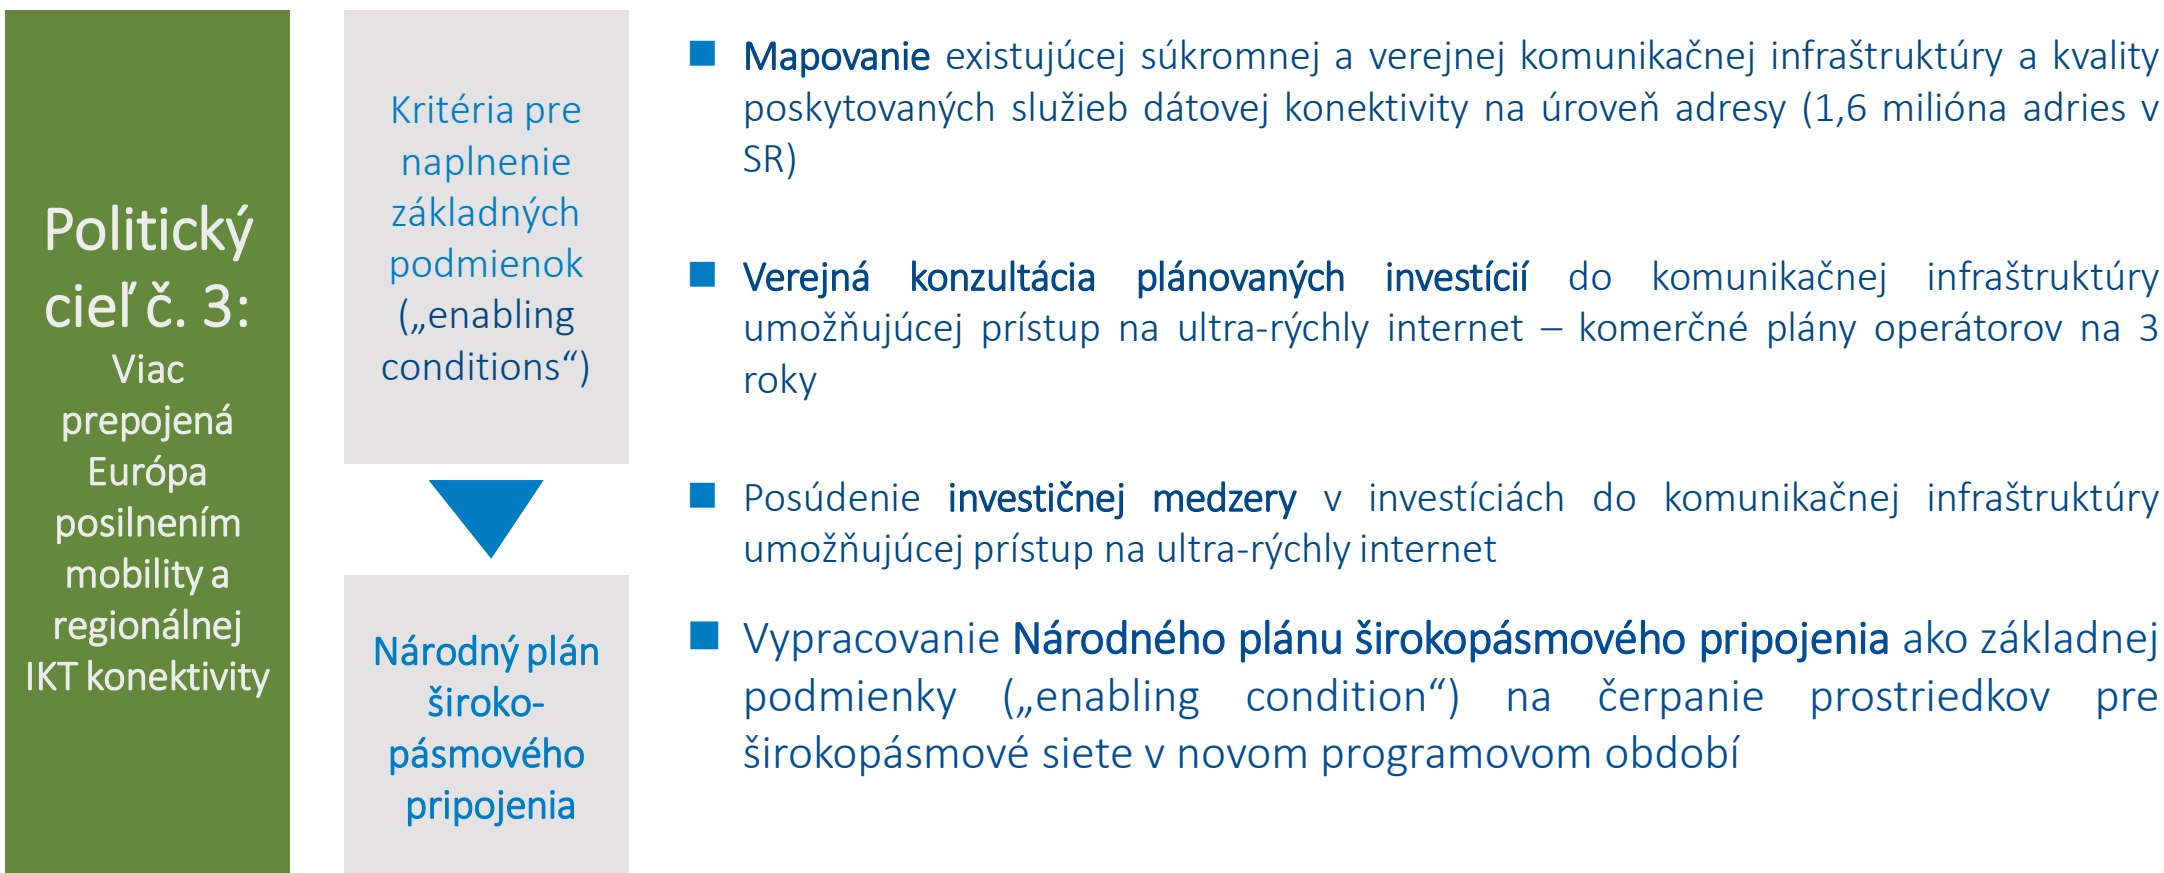 Politický
cieľ č. 3:
Viac
prepojená
Európa
posilnením
mobility a
regionálnej
IKT konektivity
Kritéria pre
naplnenie
základných
podmienok
(„enabling
conditions“)
Národný plán
široko-
pásmového
pripojenia
Mapovanie existujúcej súkromnej a verejnej komunikačnej infraštruktúry a kvality
poskytovaných služieb dátovej konektivity na úroveň adresy (1,6 milióna adries v
SR)
Verejná konzultácia plánovaných investícií do komunikačnej infraštruktúry
umožňujúcej prístup na ultra-rýchly internet – komerčné plány operátorov na 3
roky
Posúdenie investičnej medzery v investíciách do komunikačnej infraštruktúry
umožňujúcej prístup na ultra-rýchly internet
Vypracovanie Národného plánu širokopásmového pripojenia ako základnej
podmienky („enabling condition“) na čerpanie prostriedkov pre
širokopásmové siete v novom programovom období